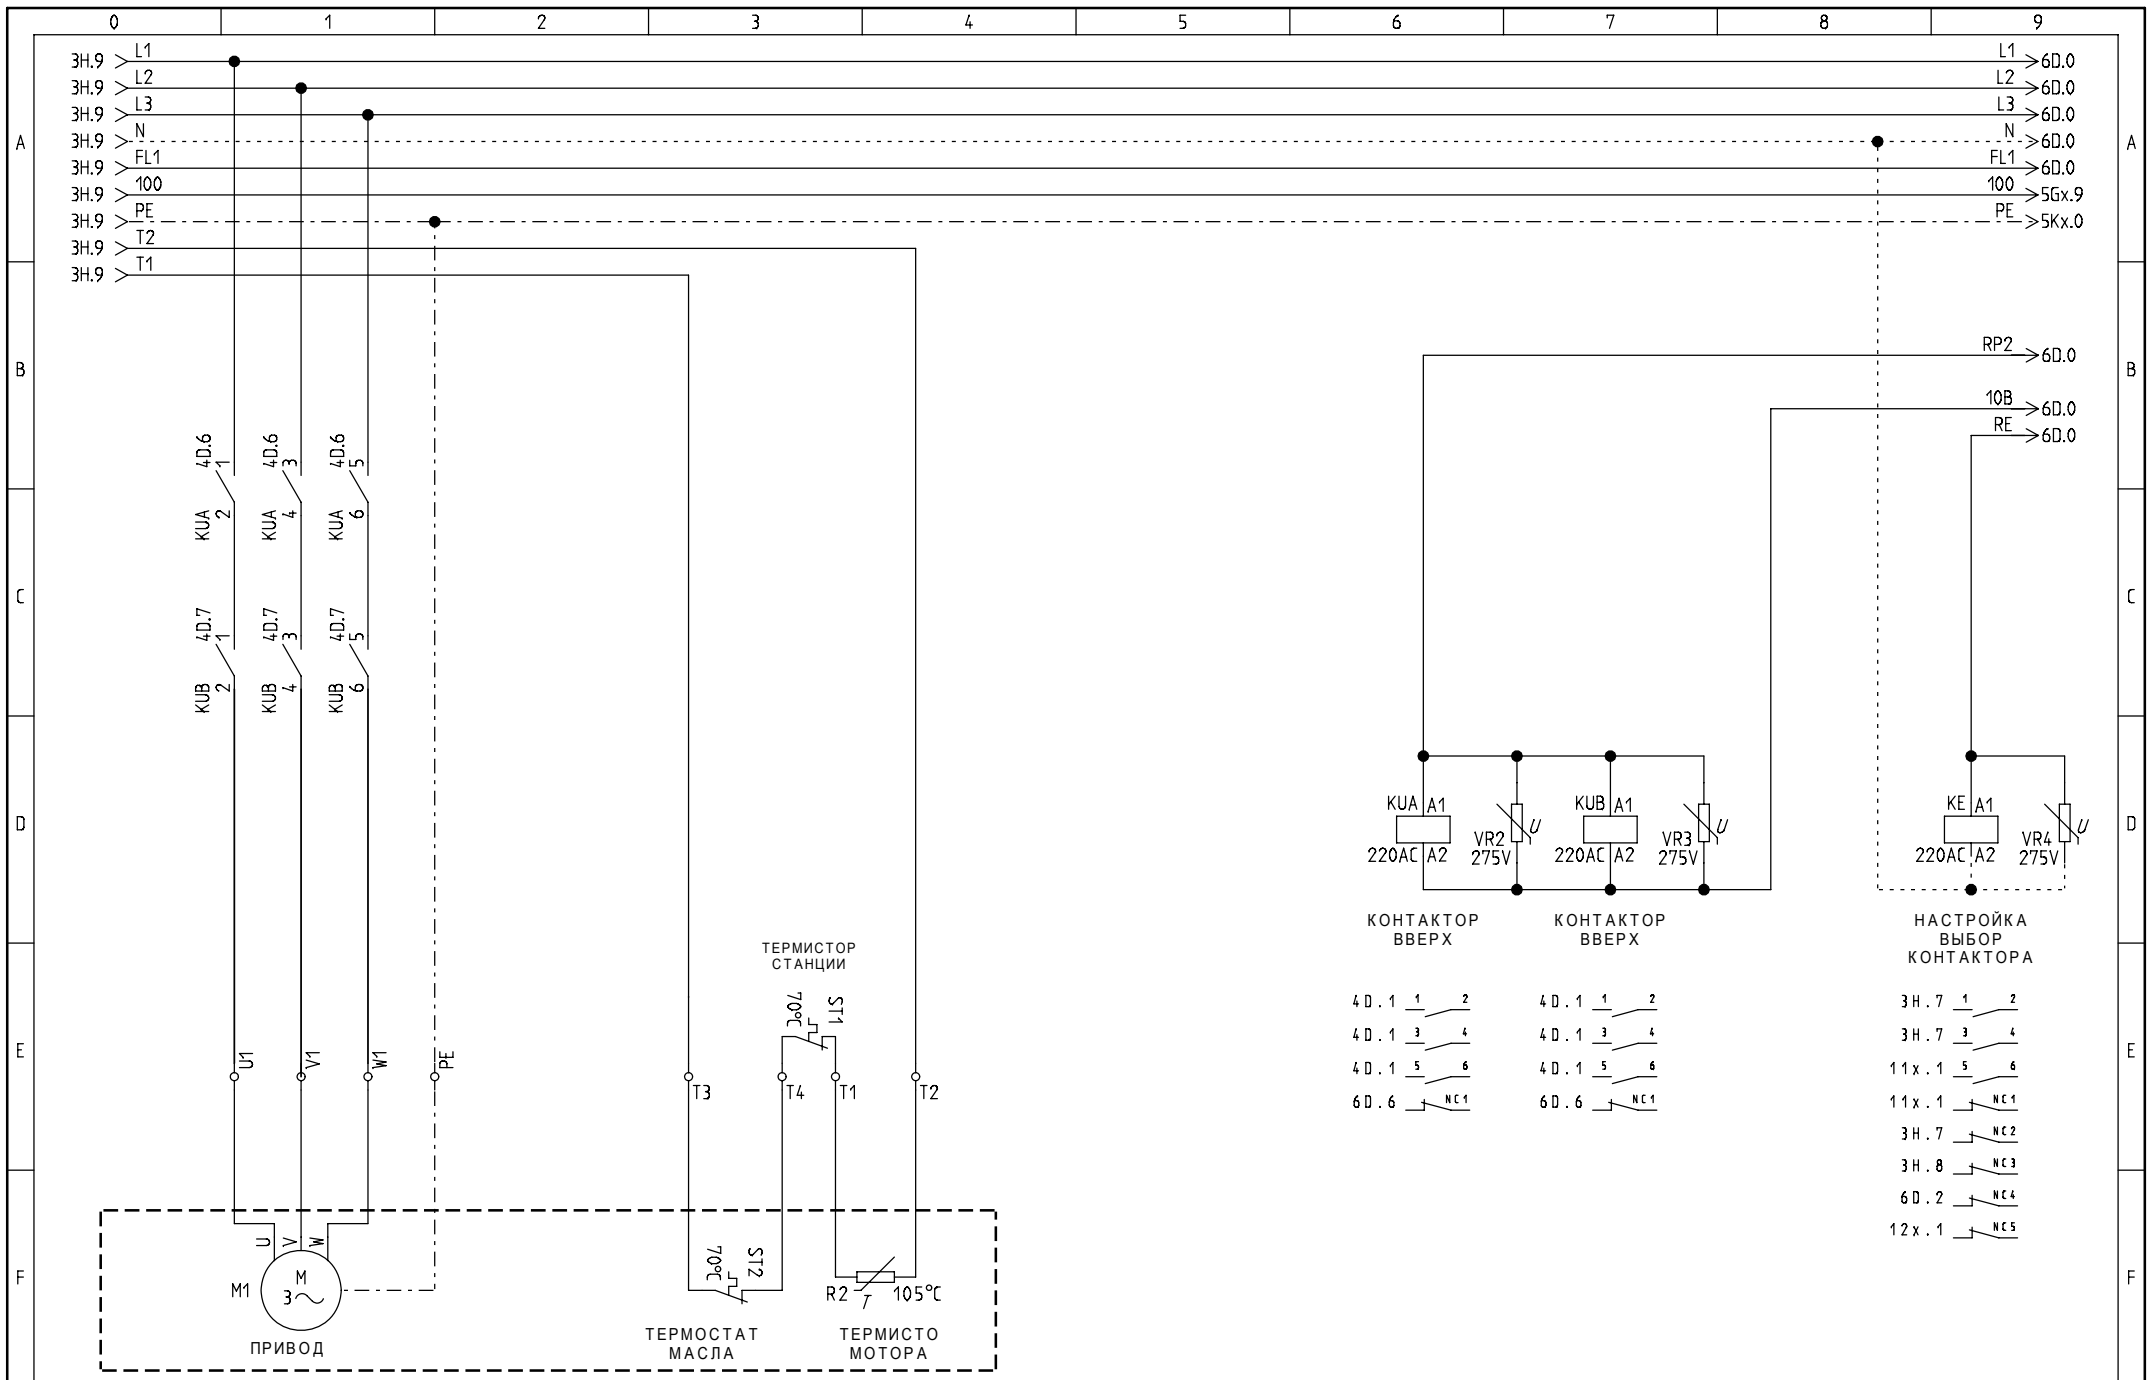 0 1 2 3 4 5 6 7 8 9
3H.9 L1 L1 6D.0
3H.9 L2 L2 6D.0
3H.9 L3 L3 6D.0
A 3H.9 N N 6D.0 A
3H.9 FL1 FL1 6D.0
3H.9 100 100 5Gx.9
3H.9 PE PE 5Kx.0
3H.9 T2
3H.9 T1
RP2 6D.0
B B
10B 6D.0
RE 6D.0
4D.6 1 4D.6 3 4D.6 5
KUA 2 KUA 4 KUA 6
C C
4D.7 1 4D.7 3 4D.7 5
KUB 2 KUB 4 KUB 6
KUA A1 KUB A1 KE A1
D D
VR2 U VR3 U VR4 U
220AC A2 275V 220AC A2 275V 220AC A2 275V
КОНТАКТОР КОНТАКТОР НАСТРОЙКА
ВВЕРХ ВВЕРХ ВЫБОР
КОНТАКТОРА
ТЕРМИСТОР
СТАНЦИИ
70°C ST1
4D.1 1 2 4D.1 1 2 3H.7 1 2
4D.1 3 4 4D.1 3 4 3H.7 3 4
E E
4D.1 5 6 4D.1 5 6 11x.1 5 6
6D.6 NC1 6D.6 NC1 11x.1 NC1
3H.7 NC2
3H.8 NC3
6D.2 NC4
12x.1 NC5
U1 V1 W1 PE
T3 T4 T1 T2
U V W
70°C ST2
F F
M1 M
3
R2 T 105°C
ПРИВОД
ТЕРМОСТАТ ТЕРМИСТО
МАСЛА МОТОРА